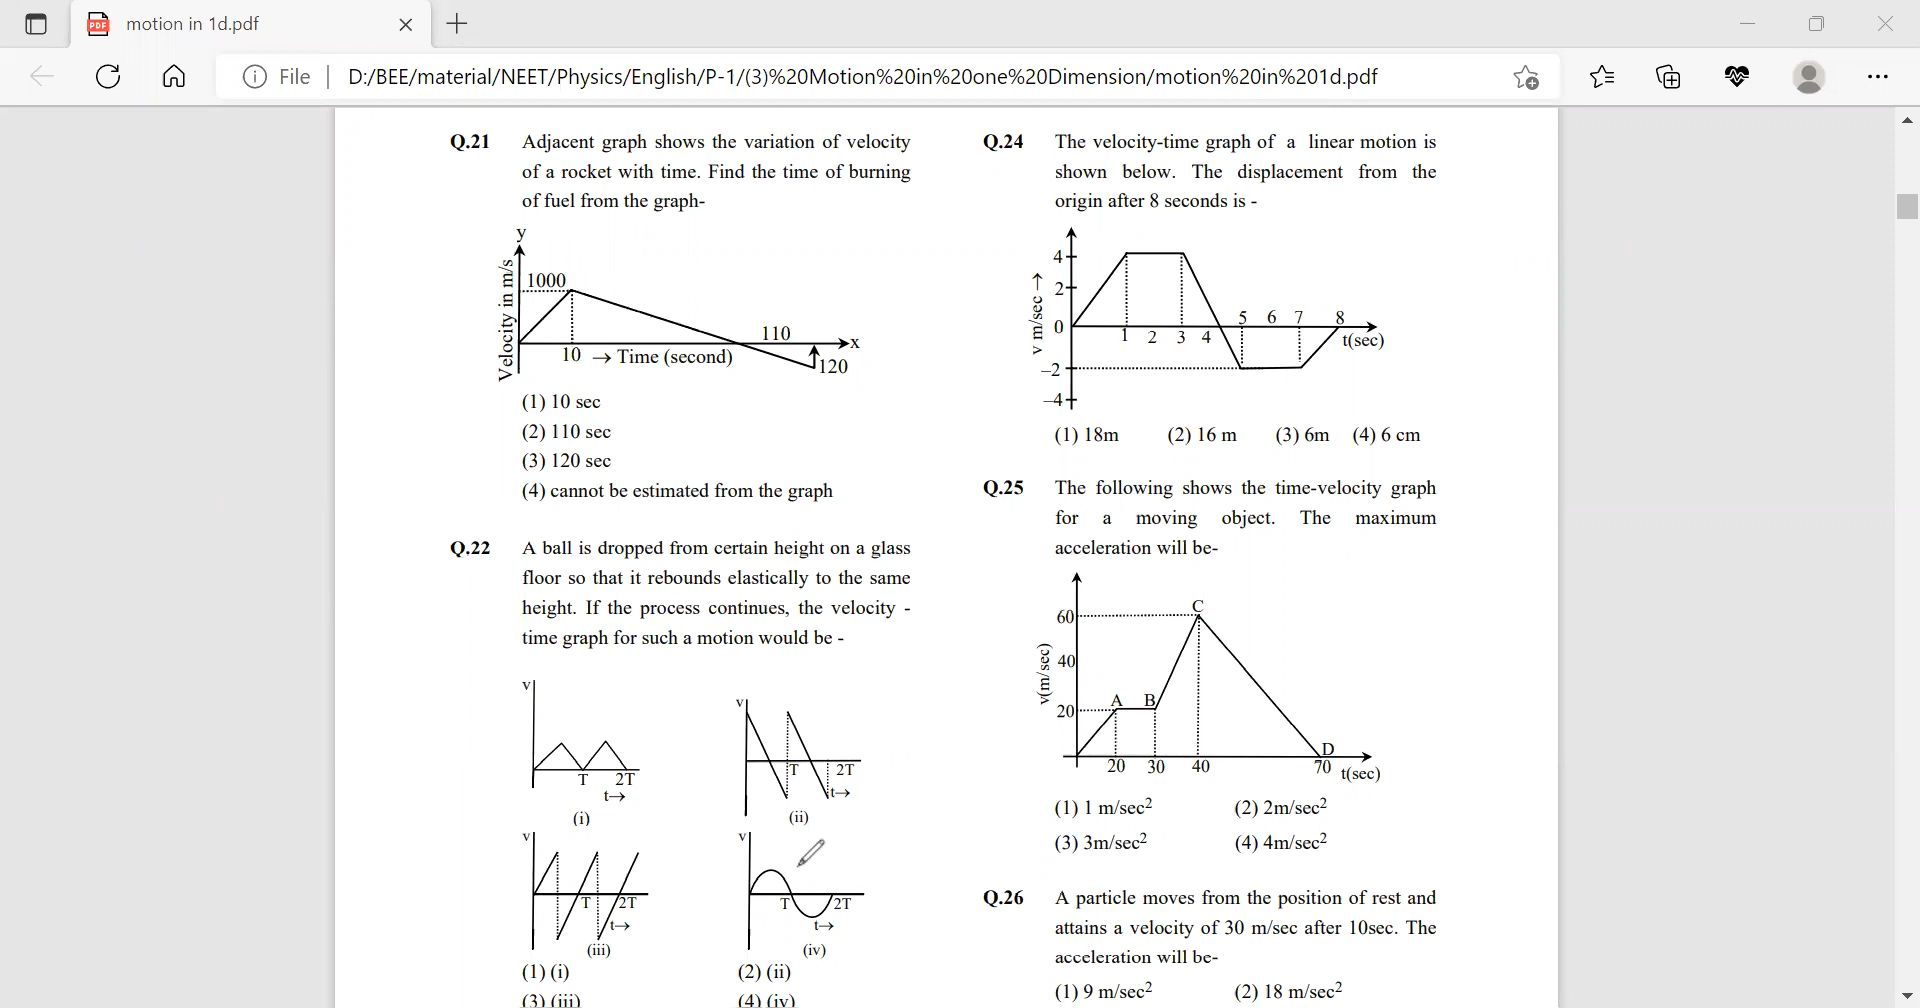 motion in 1d.pdf
File
D:/BEE/material/NEET/Physics/English/P-1/(3)%20Motion%20in%20one%20Dimension/motion%20in%201d.pdf
Q.21 Adjacent graph shows the variation of velocity
of a rocket with time. Find the time of burning
of fuel from the graph-
y
Velocity in m/s
1000
110
x
10 → Time (second)
120
(1) 10 sec
(2) 110 sec
(3) 120 sec
(4) cannot be estimated from the graph
Q.22 A ball is dropped from certain height on a glass
floor so that it rebounds elastically to the same
height. If the process continues, the velocity -
time graph for such a motion would be -
v
T 2T
t→
(i)
v
T 2T
t→
(ii)
v
T 2T
t→
(iii)
v
T 2T
t→
(iv)
(1) (i) (2) (ii)
(3) (iii) (4) (iv)
Q.24 The velocity-time graph of a linear motion is
shown below. The displacement from the
origin after 8 seconds is -
v m/sec →
4
2
0
–2
–4
1 2 3 4
5 6 7 8
t(sec)
(1) 18m (2) 16 m (3) 6m (4) 6 cm
Q.25 The following shows the time-velocity graph
for a moving object. The maximum
acceleration will be-
v(m/sec)
60
40
20
A B
C
D
20 30 40 70 t(sec)
(1) 1 m/sec² (2) 2m/sec²
(3) 3m/sec² (4) 4m/sec²
Q.26 A particle moves from the position of rest and
attains a velocity of 30 m/sec after 10sec. The
acceleration will be-
(1) 9 m/sec² (2) 18 m/sec²